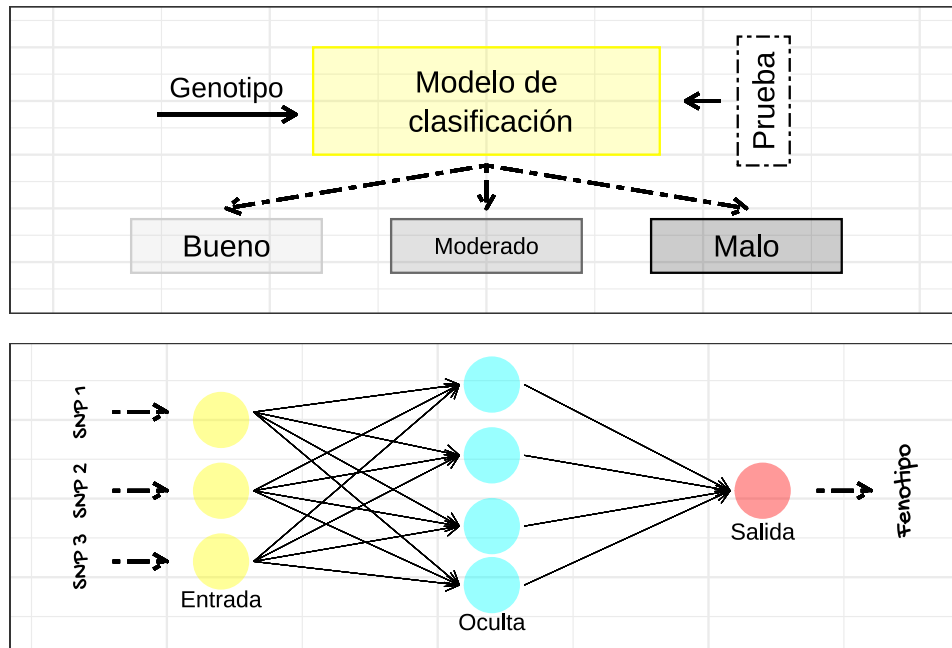 Genotipo
Modelo de
clasificación
Prueba
Bueno
Moderado
Malo
SNP 1
SNP 2
SNP 3
Entrada
Oculta
Salida
Fenotipo